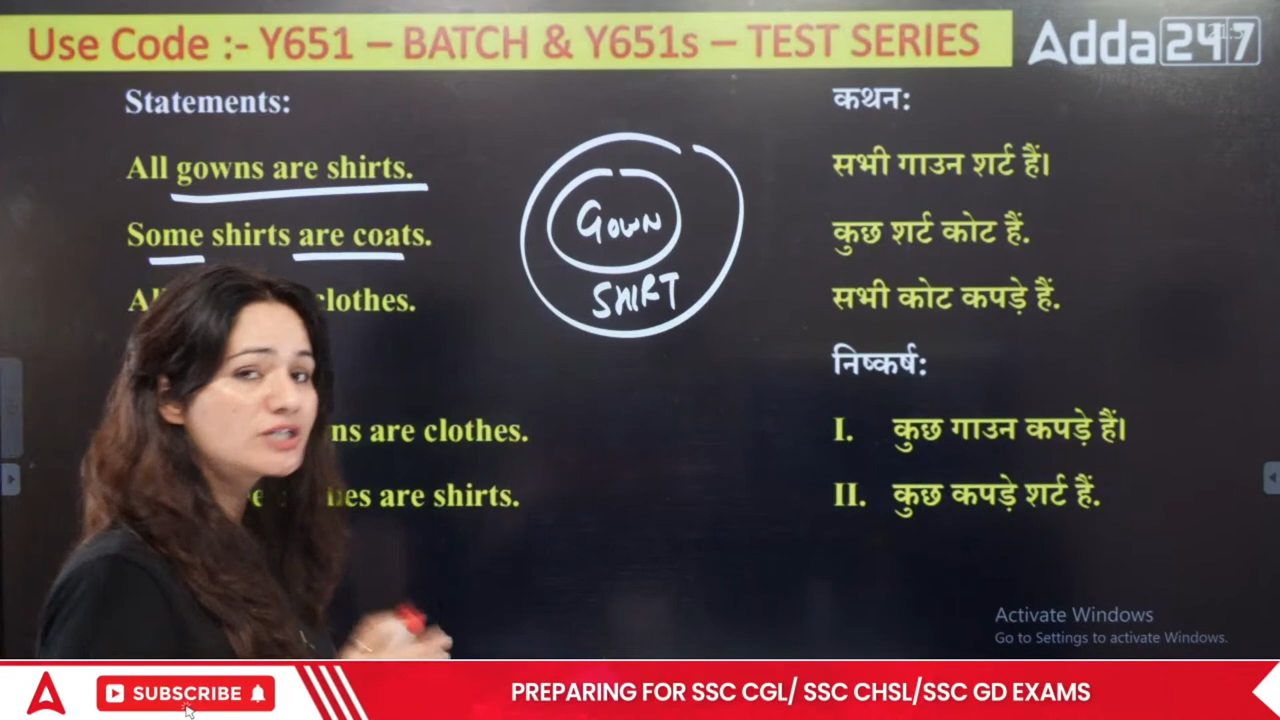 Use Code :- Y651 – BATCH & Y651s – TEST SERIES
Adda247
Statements:
All gowns are shirts.
Some shirts are coats.
clothes.
are clothes.
are shirts.
GOWN
SHIRT
कथन:
सभी गाउन शर्ट हैं।
कुछ शर्ट कोट हैं.
सभी कोट कपड़े हैं.
निष्कर्ष:
I. कुछ गाउन कपड़े हैं।
II. कुछ कपड़े शर्ट हैं.
Activate Windows
Go to Settings to activate Windows.
SUBSCRIBE
PREPARING FOR SSC CGL/ SSC CHSL/SSC GD EXAMS